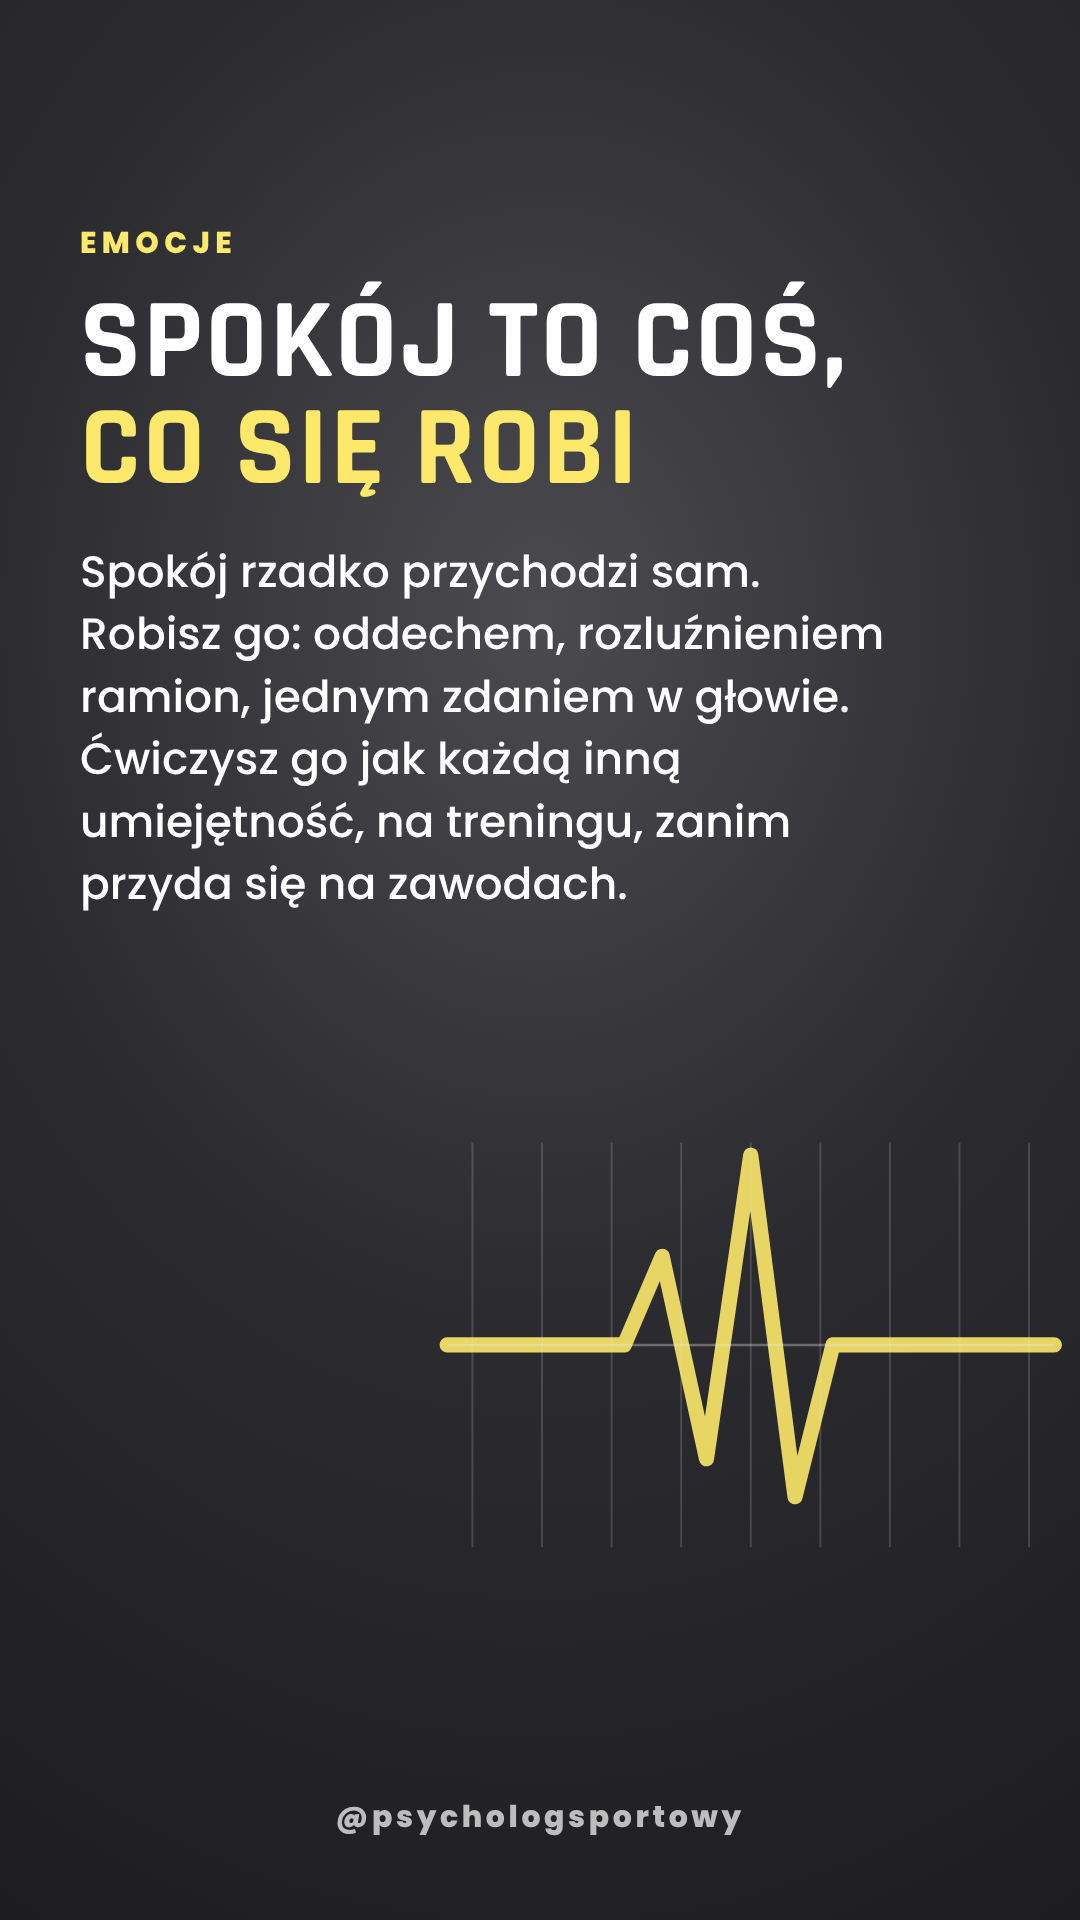 EMOCJE
SPOKÓJ TO COŚ,
CO SIĘ ROBI
Spokój rzadko przychodzi sam.
Robisz go: oddechem, rozluźnieniem
ramion, jednym zdaniem w głowie.
Ćwiczysz go jak każdą inną
umiejętność, na treningu, zanim
przyda się na zawodach.
@psychologsportowy